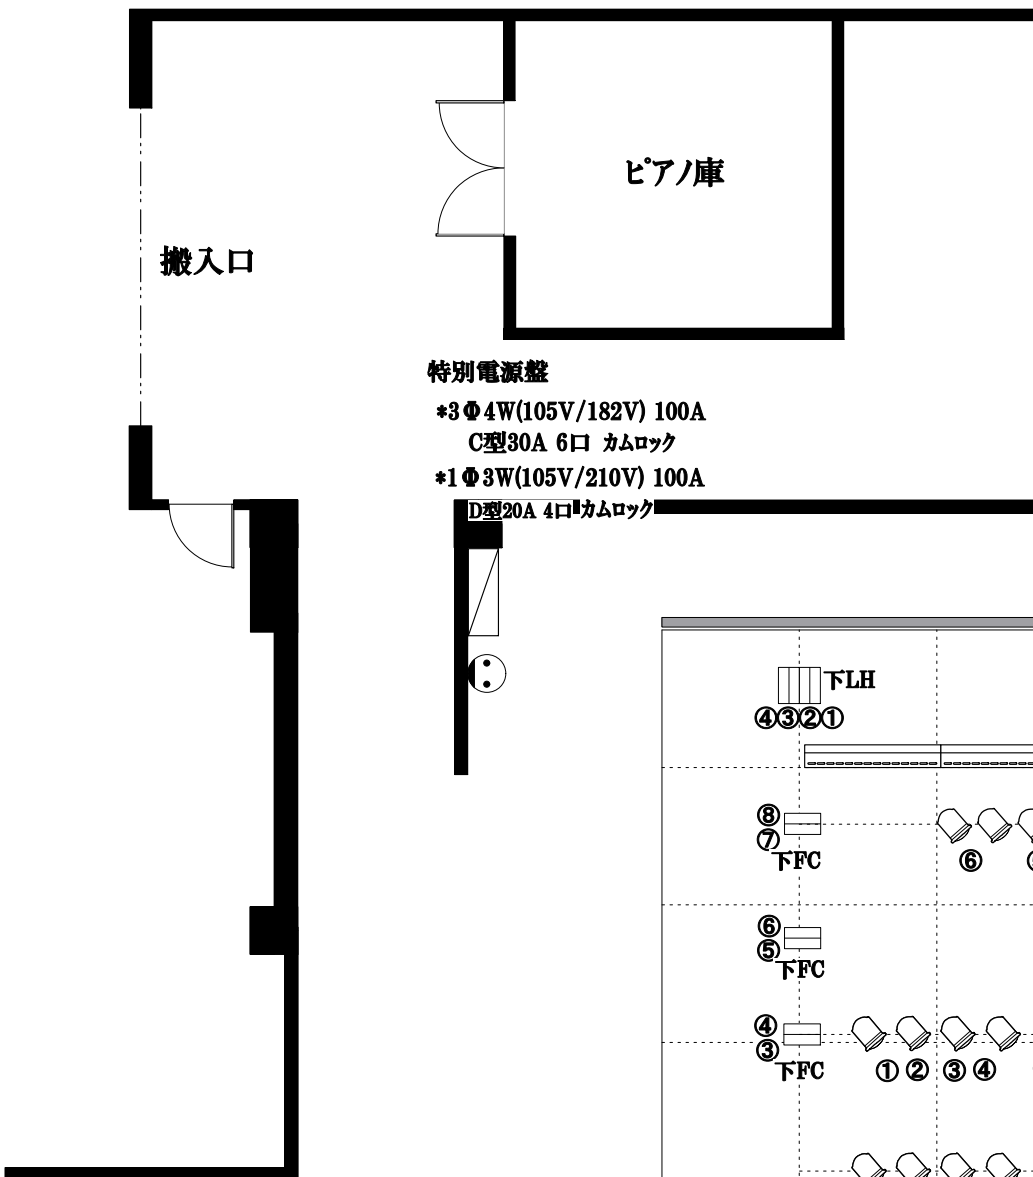 ピアノ庫
搬入口
特別電源盤
*3Φ4W(105V/182V) 100A
C型30A 6口 カムロック
*1Φ3W(105V/210V) 100A
D型20A 4口 カムロック
下LH
④③②①
⑧
⑦
下FC
⑥
⑥
⑤
下FC
④
③
下FC
① ② ③ ④